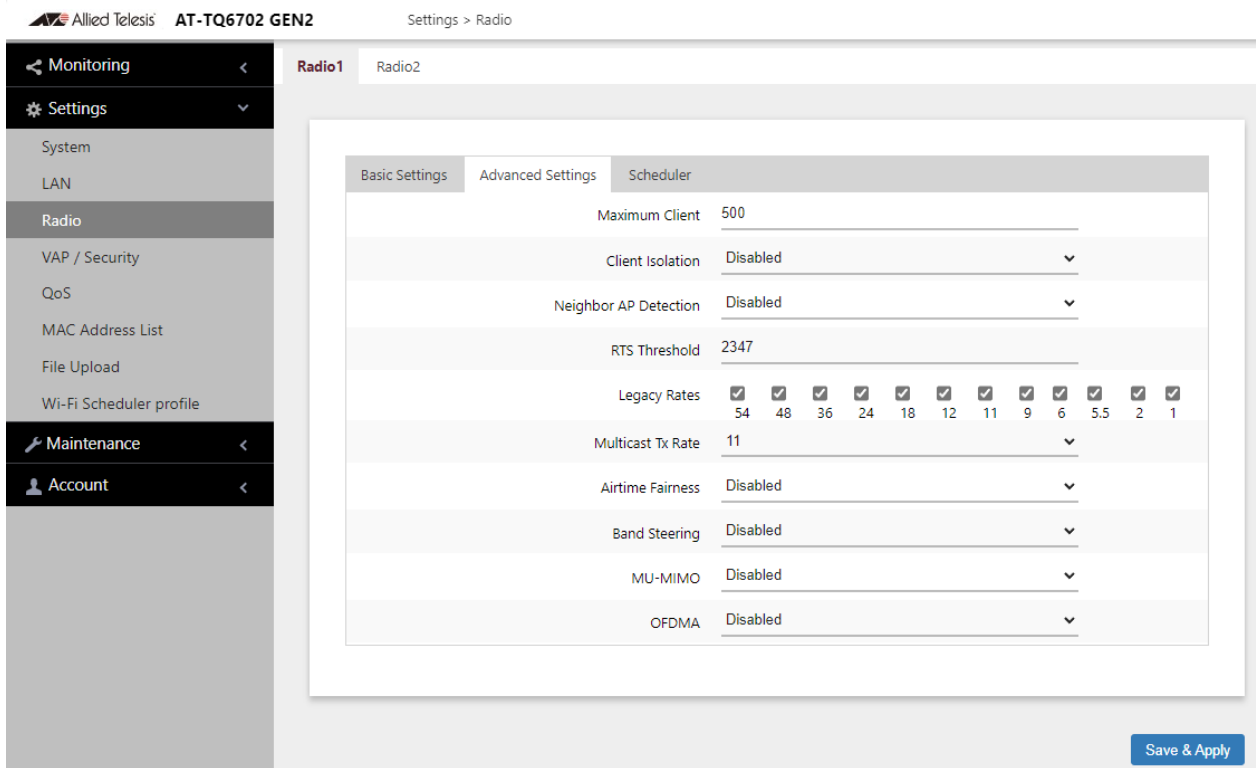 Allied Telesis AT-TQ6702 GEN2 Settings > Radio
Monitoring
Settings
System
LAN
Radio
VAP / Security
QoS
MAC Address List
File Upload
Wi-Fi Scheduler profile
Maintenance
Account
Radio1 Radio2
Basic Settings Advanced Settings Scheduler
Maximum Client 500
Client Isolation Disabled
Neighbor AP Detection Disabled
RTS Threshold 2347
Legacy Rates
54 48 36 24 18 12 11 9 6 5.5 2 1
Multicast Tx Rate 11
Airtime Fairness Disabled
Band Steering Disabled
MU-MIMO Disabled
OFDMA Disabled
Save & Apply